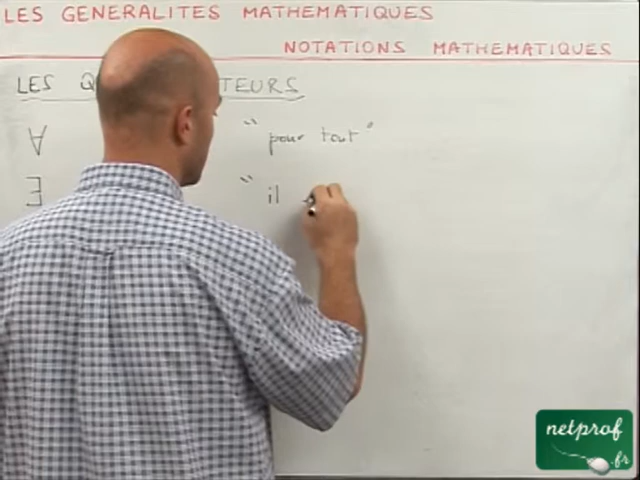 LES GENERALITES MATHEMATIQUES
NOTATIONS MATHEMATIQUES
LES Q TEURS
∀ " pour tout "
∃ " il
netprof
.fr